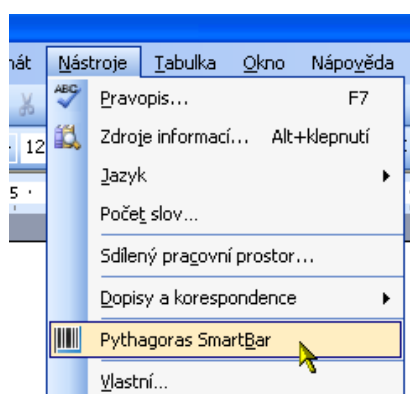 nát Nástroje Tabulka Okno Nápověda
ABC Pravopis... F7
12 Zdroje informací... Alt+klepnutí
5 · Jazyk
Počet slov...
Sdílený pracovní prostor...
Dopisy a korespondence
Pythagoras SmartBar
Vlastní...